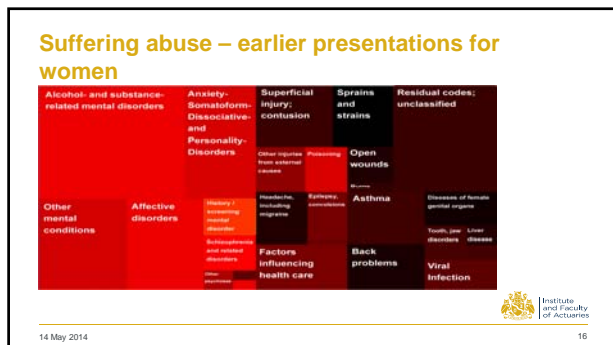 Suffering abuse – earlier presentations for
women
Alcohol- and substance-
related mental disorders
Anxiety-
Somatoform-
Dissociative-
and
Personality-
Disorders
Superficial
injury;
contusion
Sprains
and
strains
Residual codes;
unclassified
Other injuries
from external
causes
Poisoning
Open
wounds
Burns
Other
mental
conditions
Affective
disorders
History /
screening
mental
disorder
Schizophrenia
and related
disorders
Other
psychoses
Headache,
including
migraine
Epilepsy,
convulsions
Factors
influencing
health care
Asthma
Back
problems
Diseases of female
genital organs
Tooth, jaw
disorders
Liver
disease
Viral
Infection
Institute
and Faculty
of Actuaries
14 May 2014
16